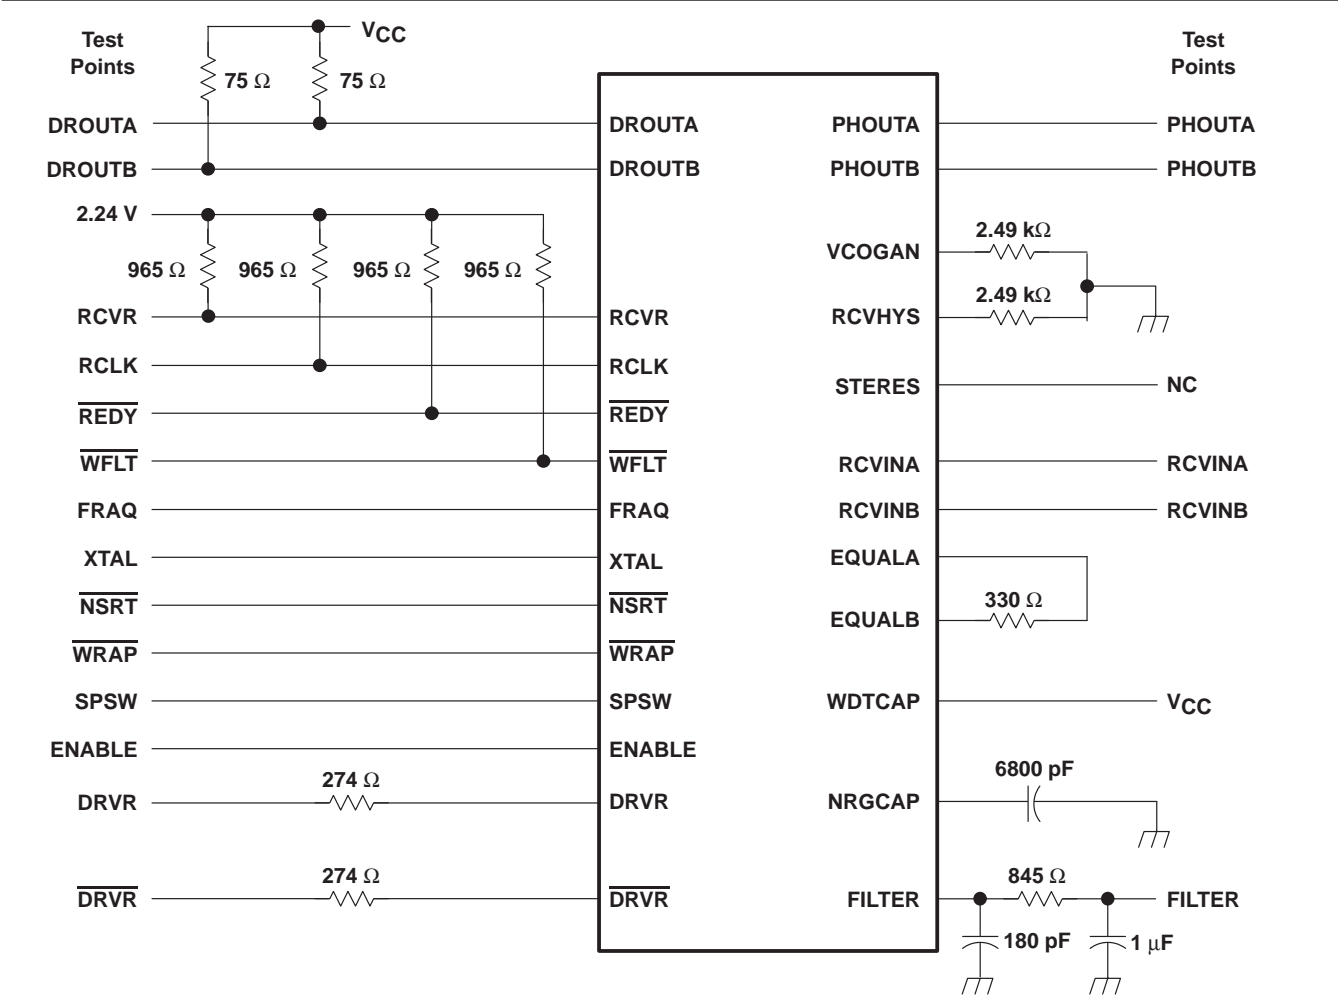 Test
Points
VCC
Test
Points
75 Ω
75 Ω
DROUTA
DROUTA
PHOUTA
PHOUTA
DROUTB
DROUTB
PHOUTB
PHOUTB
2.24 V
2.49 kΩ
VCOGAN
965 Ω
965 Ω
965 Ω
965 Ω
2.49 kΩ
RCVR
RCVR
RCVHYS
RCLK
RCLK
STERES
NC
REDY
REDY
WFLT
WFLT
RCVINA
RCVINA
FRAQ
FRAQ
RCVINB
RCVINB
XTAL
XTAL
EQUALA
NSRT
NSRT
330 Ω
EQUALB
WRAP
WRAP
SPSW
SPSW
WDTCAP
VCC
ENABLE
ENABLE
274 Ω
6800 pF
DRVR
DRVR
NRGCAP
274 Ω
845 Ω
DRVR
DRVR
FILTER
FILTER
180 pF
1 μF